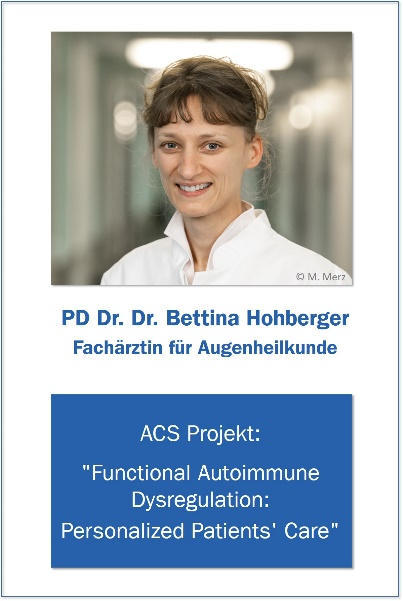 © M. Merz
PD Dr. Dr. Bettina Hohberger
Fachärztin für Augenheilkunde
ACS Projekt:
"Functional Autoimmune
Dysregulation:
Personalized Patients' Care"